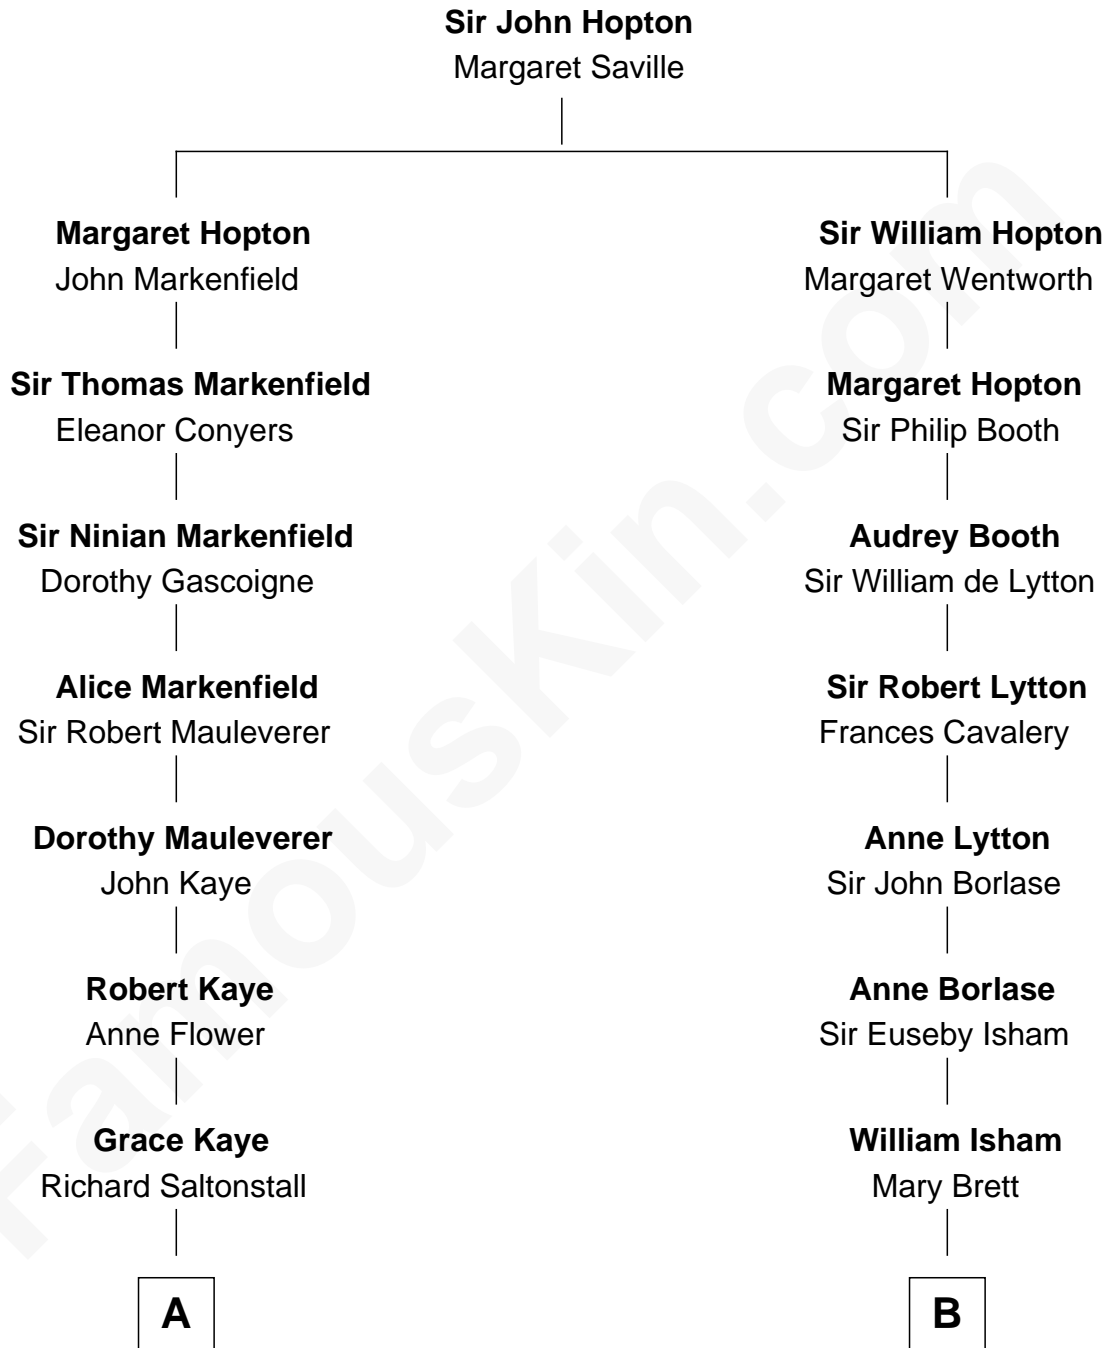 Sir John Hopton
Margaret Saville
Margaret Hopton
John Markenfield
Sir Thomas Markenfield
Eleanor Conyers
Sir Ninian Markenfield
Dorothy Gascoigne
Alice Markenfield
Sir Robert Mauleverer
Dorothy Mauleverer
John Kaye
Robert Kaye
Anne Flower
Grace Kaye
Richard Saltonstall
A
Sir William Hopton
Margaret Wentworth
Margaret Hopton
Sir Philip Booth
Audrey Booth
Sir William de Lytton
Sir Robert Lytton
Frances Cavalery
Anne Lytton
Sir John Borlase
Anne Borlase
Sir Euseby Isham
William Isham
Mary Brett
B
FamousKin.com